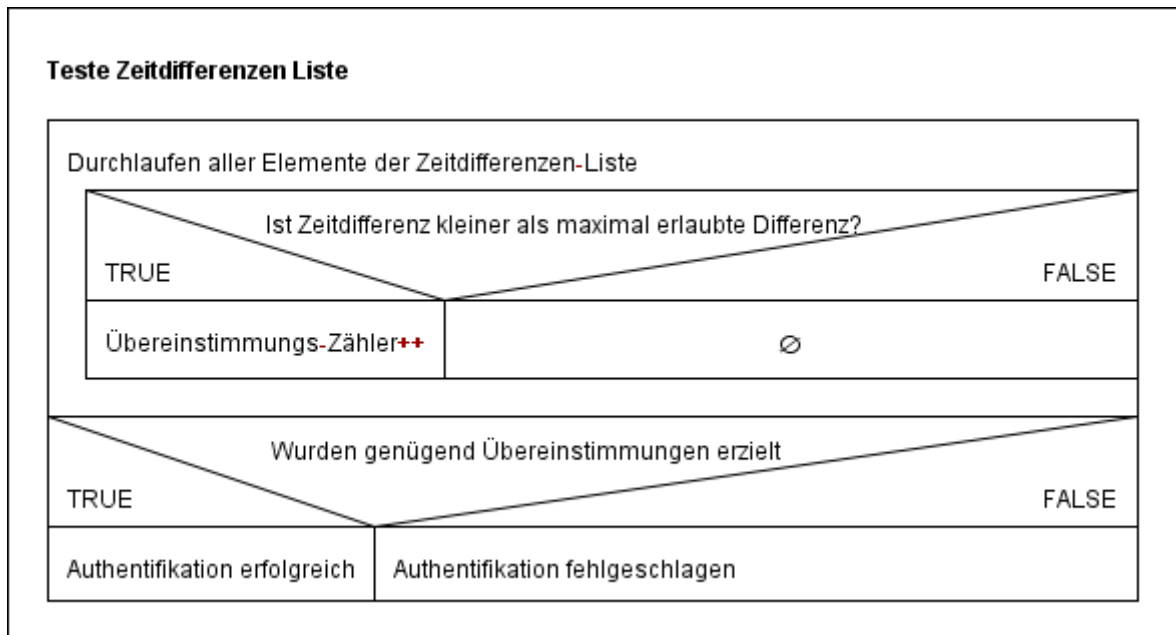 Teste Zeitdifferenzen Liste
Durchlaufen aller Elemente der Zeitdifferenzen-Liste
Ist Zeitdifferenz kleiner als maximal erlaubte Differenz?
TRUE
FALSE
Übereinstimmungs-Zähler++
∅
Wurden genügend Übereinstimmungen erzielt
TRUE
FALSE
Authentifikation erfolgreich
Authentifikation fehlgeschlagen